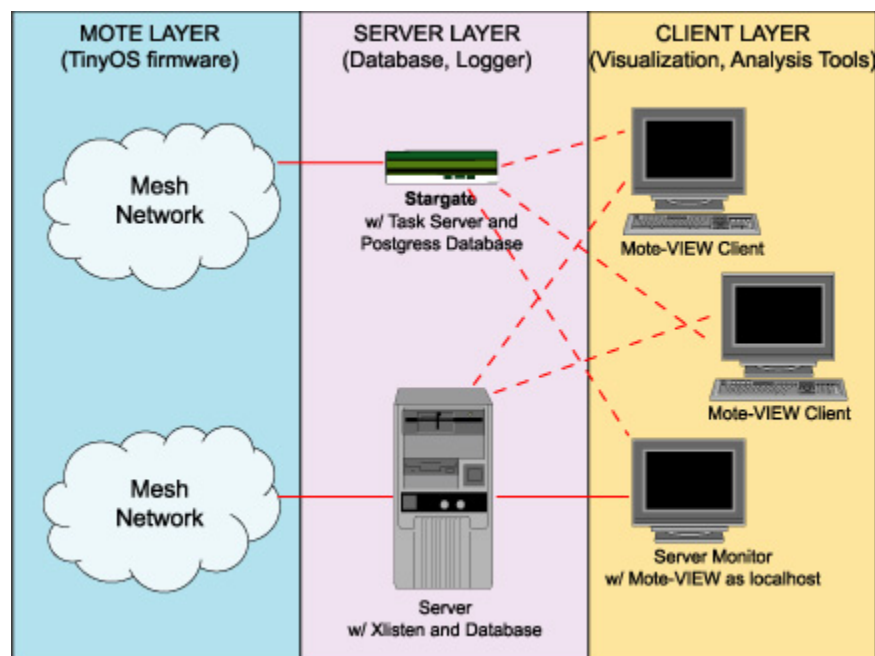 MOTE LAYER
(TinyOS firmware)
SERVER LAYER
(Database, Logger)
CLIENT LAYER
(Visualization, Analysis Tools)
Mesh
Network
Stargate
w/ Task Server and
Postgress Database
Mote-VIEW Client
Mote-VIEW Client
Mesh
Network
Server
w/ Xlisten and Database
Server Monitor
w/ Mote-VIEW as localhost